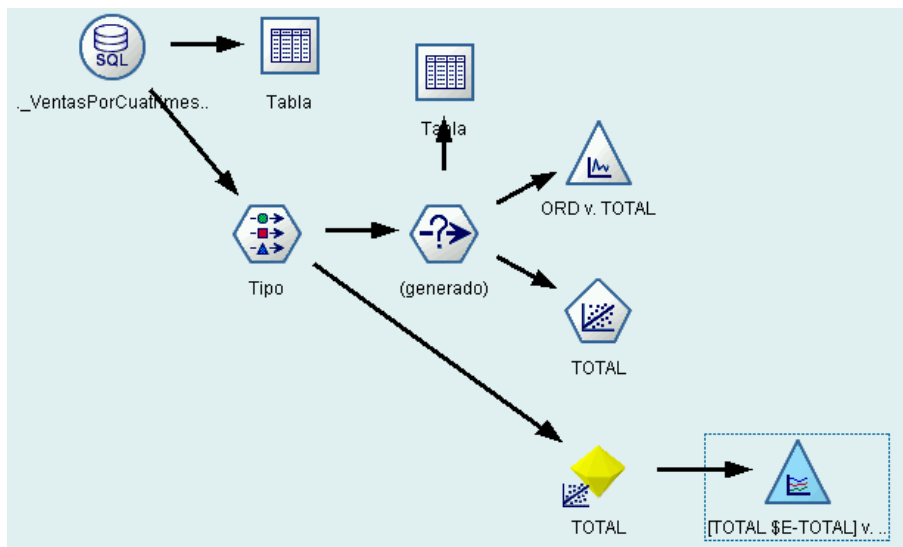 SQL
._VentasPorCuatrimes..
Tabla
Tabla
ORD v. TOTAL
Tipo
(generado)
TOTAL
TOTAL
[TOTAL $E-TOTAL] v. ..